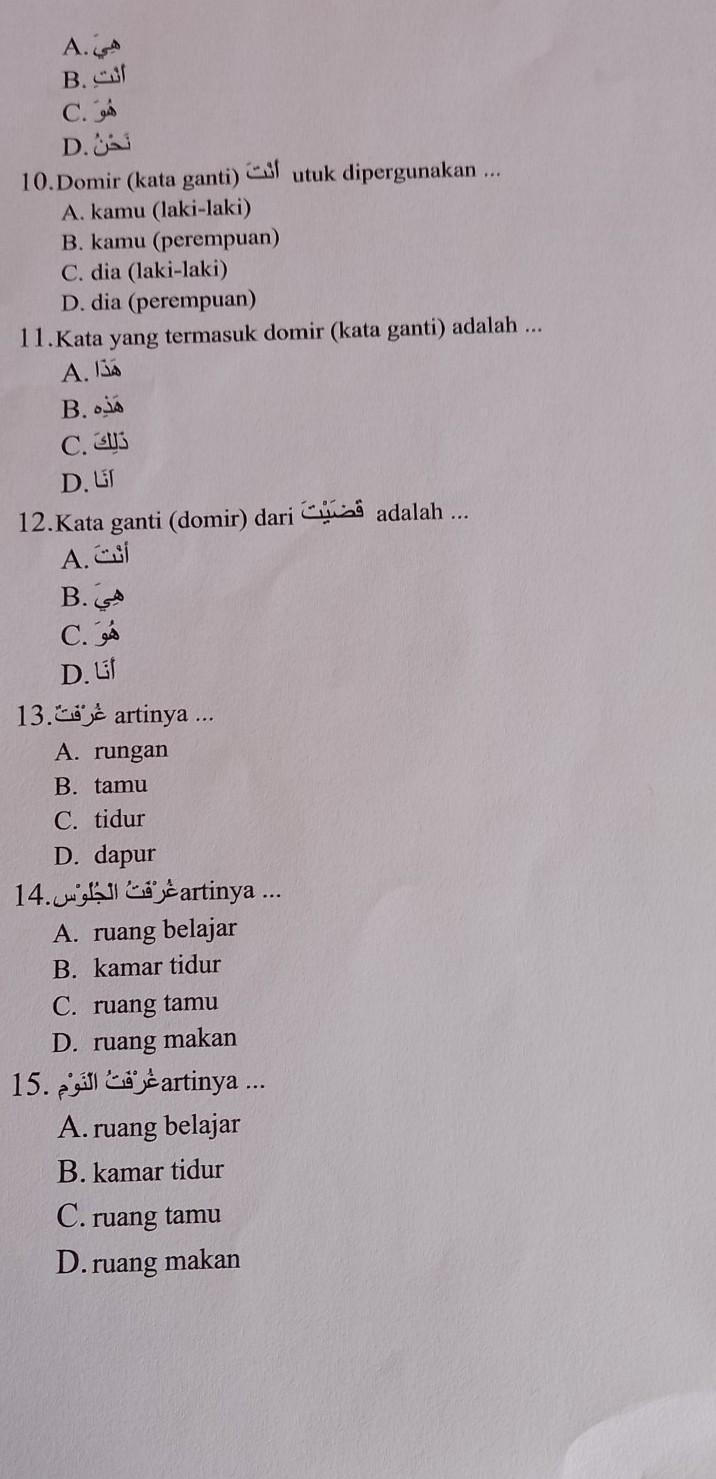 A. هِيَ
B. أَنْتِ
C. هُوَ
D. نَحْنُ
10.Domir (kata ganti) أَنْتَ utuk dipergunakan ...
A. kamu (laki-laki)
B. kamu (perempuan)
C. dia (laki-laki)
D. dia (perempuan)
11.Kata yang termasuk domir (kata ganti) adalah ...
A. هَذَا
B. هَذِه
C. ذَلِكَ
D. اَنَا
12.Kata ganti (domir) dari قَضَيْتَ adalah ...
A. أَنْتَ
B. هِيَ
C. هُوَ
D. أَنَا
13. غُرْفَتٌ artinya ...
A. rungan
B. tamu
C. tidur
D. dapur
14. غُرْفَتُ الجُلُوْس artinya ...
A. ruang belajar
B. kamar tidur
C. ruang tamu
D. ruang makan
15. غُرْفَتُ النَّوْمِ artinya ...
A. ruang belajar
B. kamar tidur
C. ruang tamu
D. ruang makan